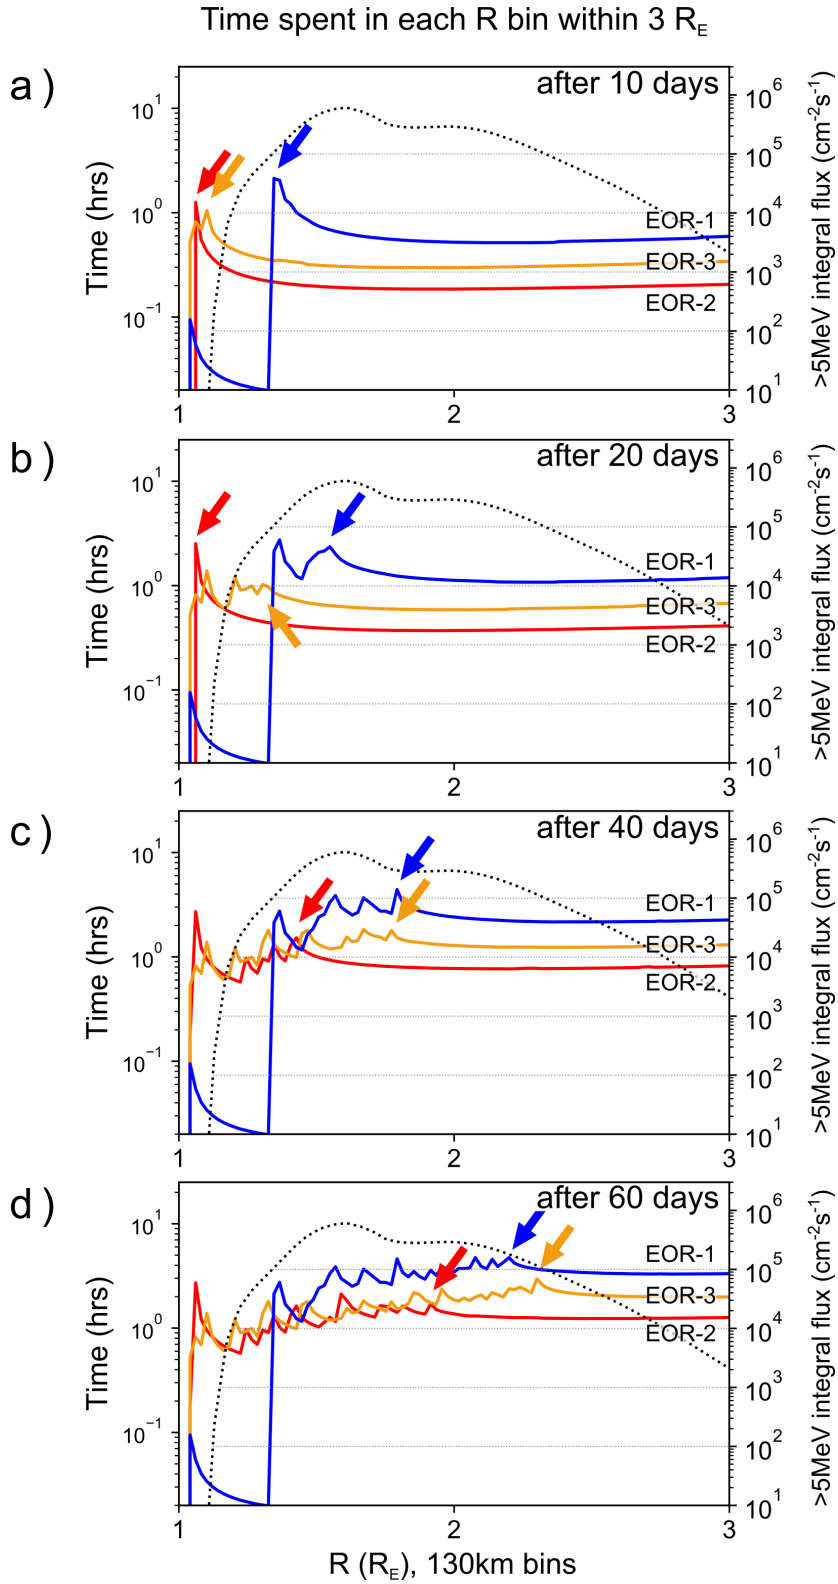 Time spent in each R bin within 3 R_E
a)
after 10 days
Time (hrs)
10^1
10^0
10^-1
EOR-1
EOR-3
EOR-2
10^6
10^5
10^4
10^3
10^2
10^1
>5MeV integral flux (cm^-2s^-1)
1
2
3
b)
after 20 days
Time (hrs)
10^1
10^0
10^-1
EOR-1
EOR-3
EOR-2
10^6
10^5
10^4
10^3
10^2
10^1
>5MeV integral flux (cm^-2s^-1)
1
2
3
c)
after 40 days
Time (hrs)
10^1
10^0
10^-1
EOR-1
EOR-3
EOR-2
10^6
10^5
10^4
10^3
10^2
10^1
>5MeV integral flux (cm^-2s^-1)
1
2
3
d)
after 60 days
Time (hrs)
10^1
10^0
10^-1
EOR-1
EOR-3
EOR-2
10^6
10^5
10^4
10^3
10^2
10^1
>5MeV integral flux (cm^-2s^-1)
1
2
3
R (R_E), 130km bins